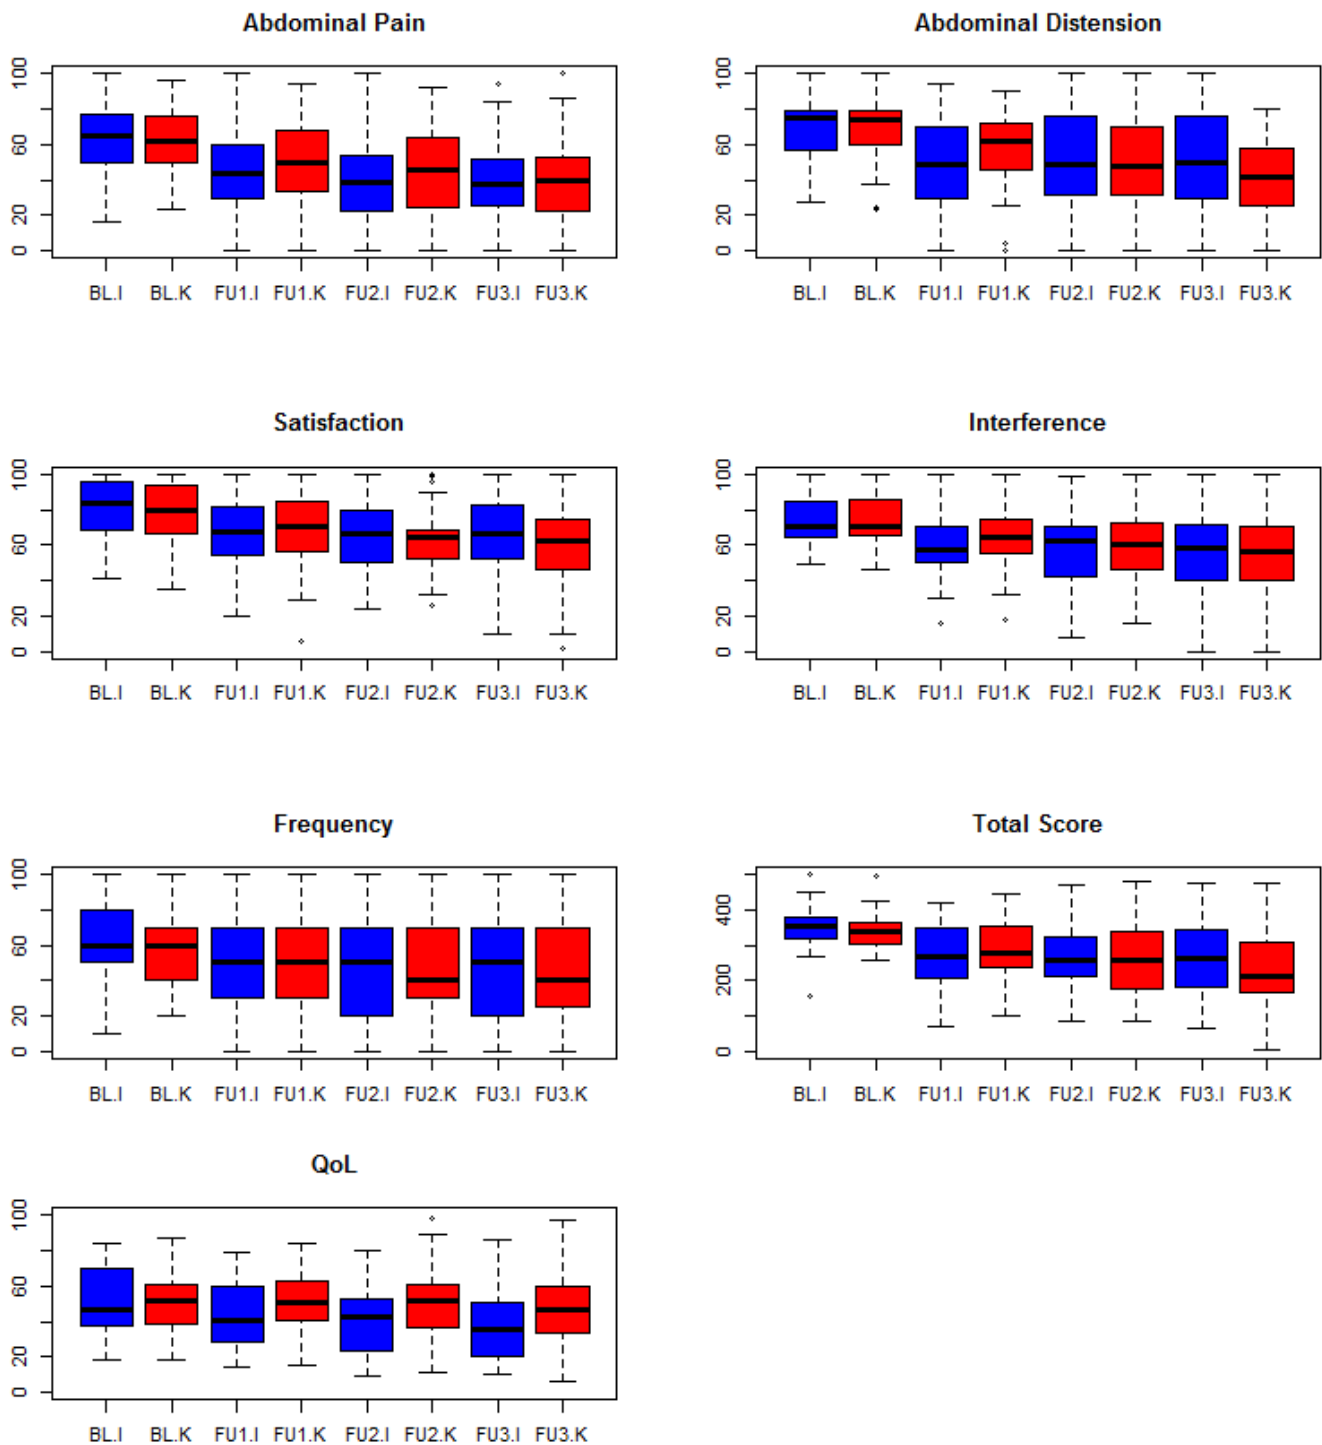 Abdominal Pain
100
60
20
0
BL.I BL.K FU1.I FU1.K FU2.I FU2.K FU3.I FU3.K
Abdominal Distension
100
60
20
0
BL.I BL.K FU1.I FU1.K FU2.I FU2.K FU3.I FU3.K
Satisfaction
100
60
20
0
BL.I BL.K FU1.I FU1.K FU2.I FU2.K FU3.I FU3.K
Interference
100
60
20
0
BL.I BL.K FU1.I FU1.K FU2.I FU2.K FU3.I FU3.K
Frequency
100
60
20
0
BL.I BL.K FU1.I FU1.K FU2.I FU2.K FU3.I FU3.K
Total Score
400
200
0
BL.I BL.K FU1.I FU1.K FU2.I FU2.K FU3.I FU3.K
QoL
100
60
20
0
BL.I BL.K FU1.I FU1.K FU2.I FU2.K FU3.I FU3.K